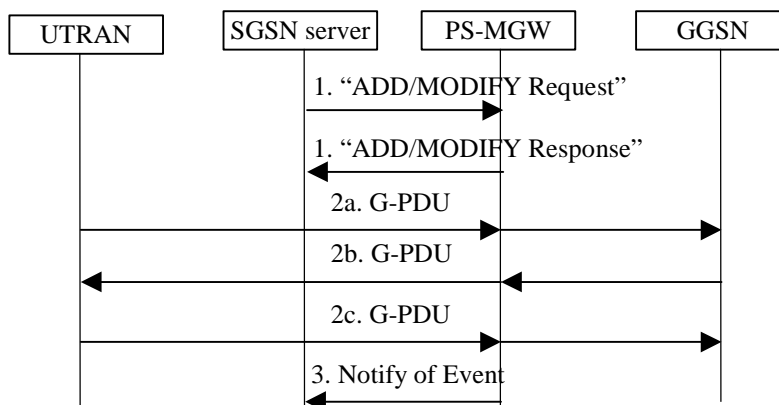 UTRAN
SGSN server
PS-MGW
GGSN
1. “ADD/MODIFY Request”
1. “ADD/MODIFY Response”
2a. G-PDU
2b. G-PDU
2c. G-PDU
3. Notify of Event